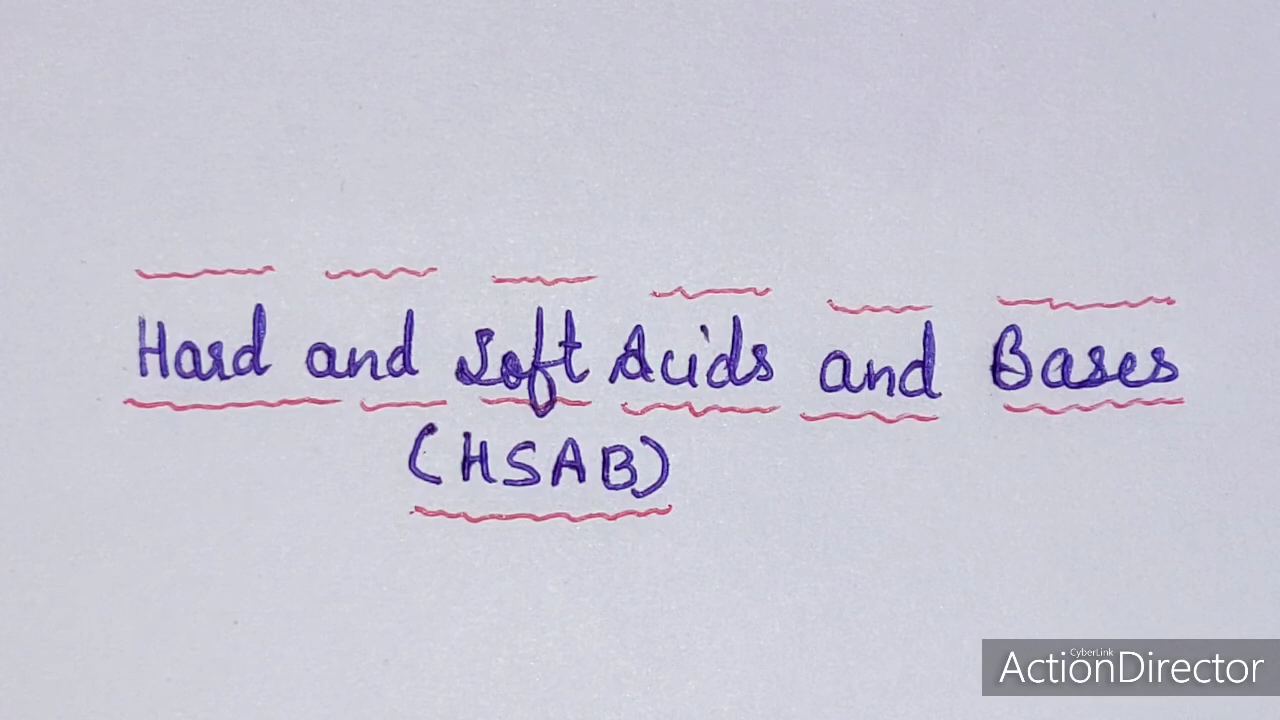 Hard and Soft Acids and Bases
(HSAB)
CyberLink
ActionDirector